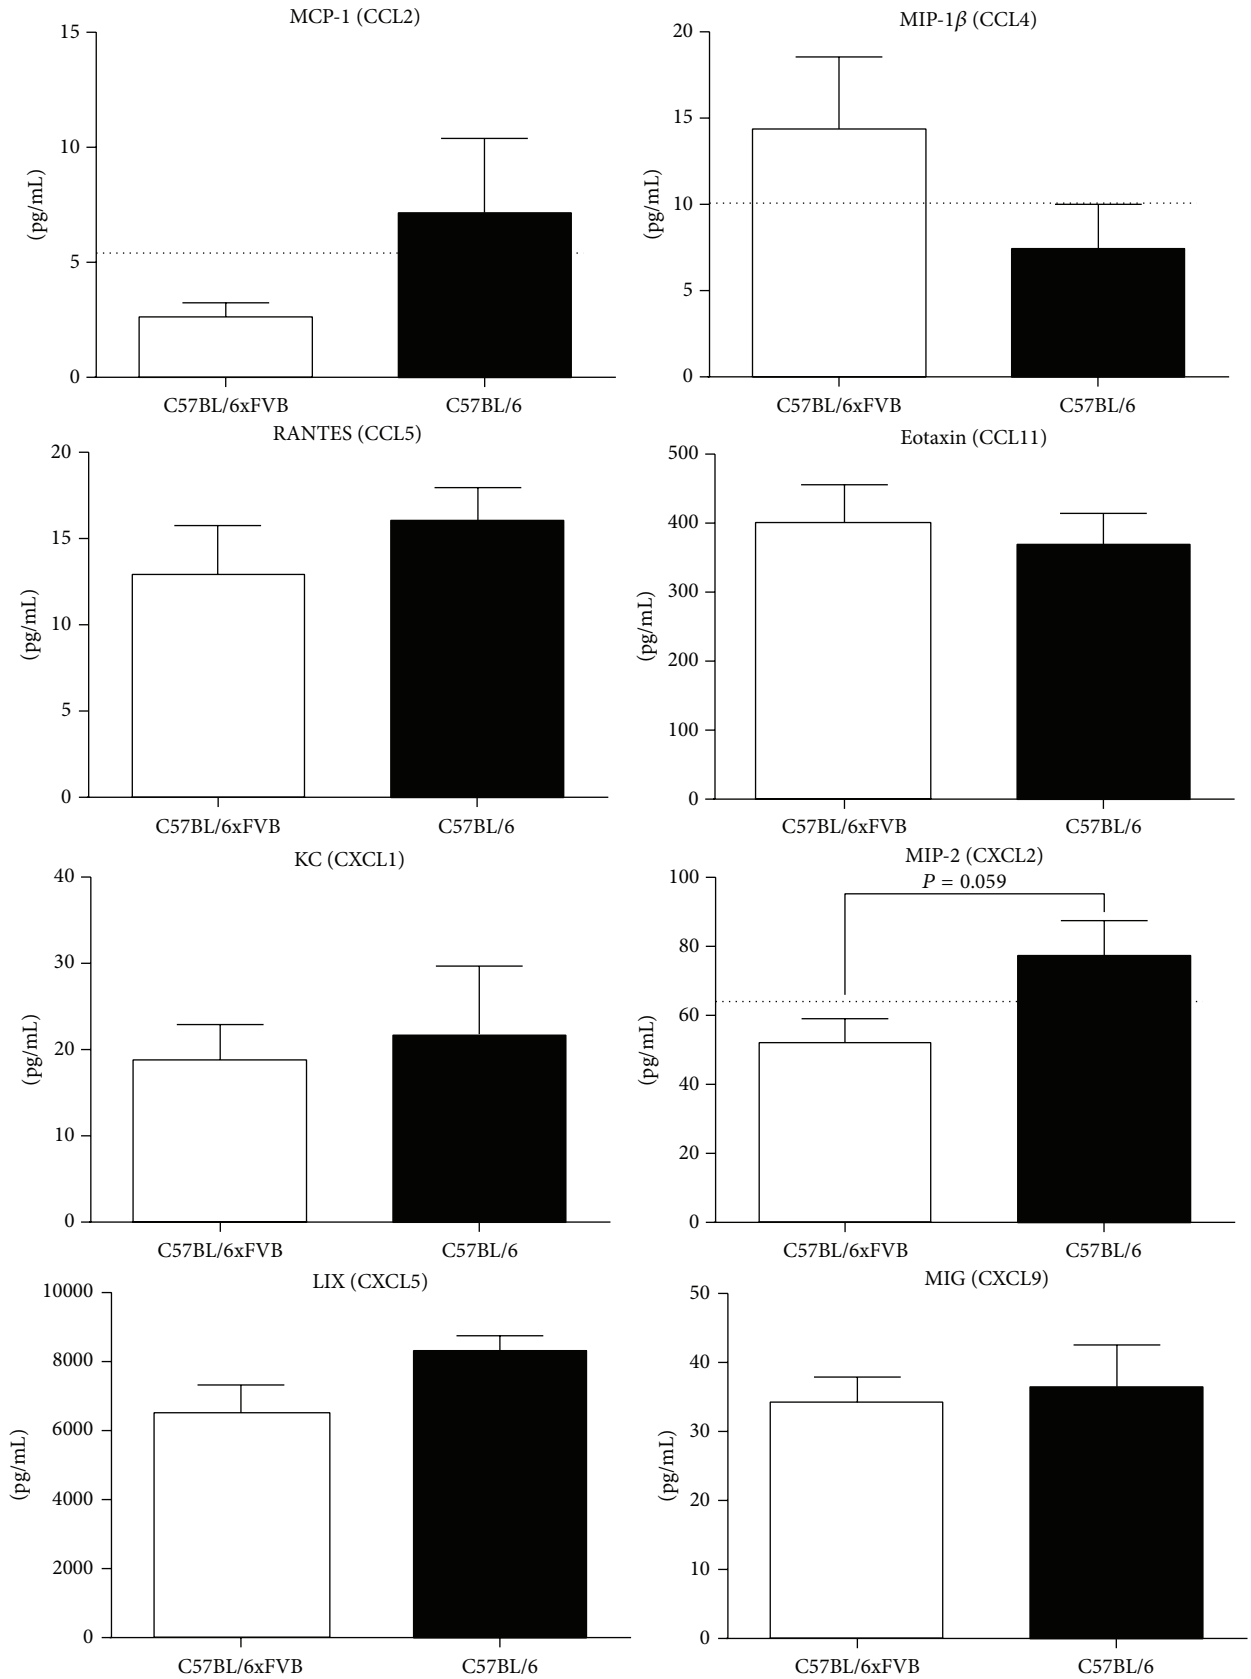 MCP-1 (CCL2)
15
10
5
0
(pg/mL)
C57BL/6xFVB
C57BL/6
MIP-1β (CCL4)
20
15
10
5
0
(pg/mL)
C57BL/6xFVB
C57BL/6
RANTES (CCL5)
20
15
10
5
0
(pg/mL)
C57BL/6xFVB
C57BL/6
Eotaxin (CCL11)
500
400
300
200
100
0
(pg/mL)
C57BL/6xFVB
C57BL/6
KC (CXCL1)
40
30
20
10
0
(pg/mL)
C57BL/6xFVB
C57BL/6
MIP-2 (CXCL2)
P = 0.059
100
80
60
40
20
0
(pg/mL)
C57BL/6xFVB
C57BL/6
LIX (CXCL5)
10000
8000
6000
4000
2000
0
(pg/mL)
C57BL/6xFVB
C57BL/6
MIG (CXCL9)
50
40
30
20
10
0
(pg/mL)
C57BL/6xFVB
C57BL/6